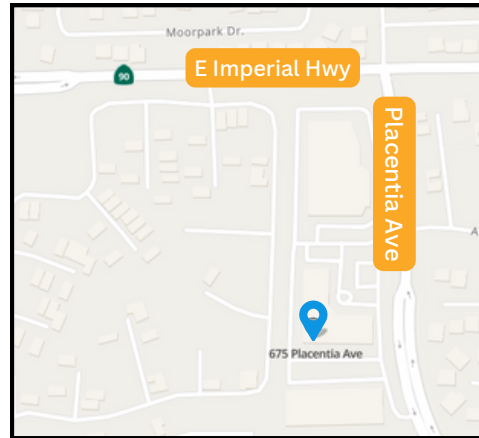 Moorpark Dr.
E Imperial Hwy
90
Placentia Ave
A
675 Placentia Ave